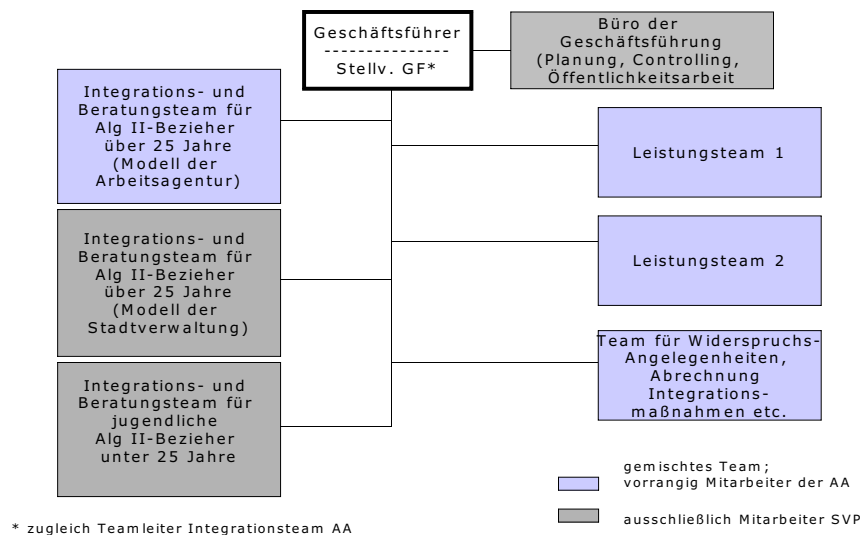 Geschäftsführer
---------------
Stellv. GF*
Büro der
Geschäftsführung
(Planung, Controlling,
Öffentlichkeitsarbeit
Integrations- und
Beratungsteam für
Alg II-Bezieher
über 25 Jahre
(Modell der
Arbeitsagentur)
Integrations- und
Beratungsteam für
Alg II-Bezieher
über 25 Jahre
(Modell der
Stadtverwaltung)
Integrations- und
Beratungsteam für
jugendliche
Alg II-Bezieher
unter 25 Jahre
Leistungsteam 1
Leistungsteam 2
Team für Widerspruchs-
Angelegenheiten,
Abrechnung
Integrations-
maßnahmen etc.
gemischtes Team;
vorrangig Mitarbeiter der AA
ausschließlich Mitarbeiter SVP
* zugleich Teamleiter Integrationsteam AA